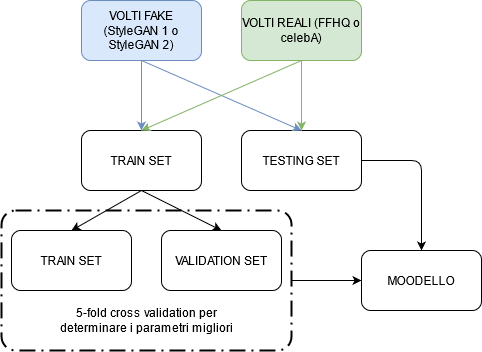 VOLTI FAKE
(StyleGAN 1 o
StyleGAN 2)
VOLTI REALI (FFHQ o
celebA)
TRAIN SET
TESTING SET
TRAIN SET
VALIDATION SET
MOODELLO
5-fold cross validation per
determinare i parametri migliori